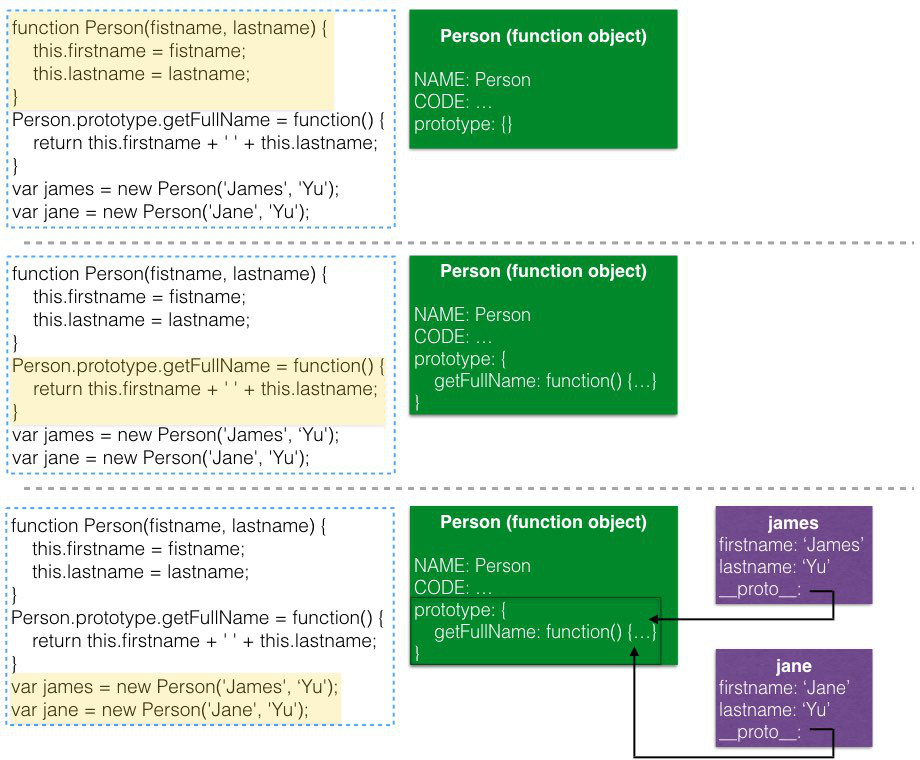 function Person(fistname, lastname) {
this.firstname = fistname;
this.lastname = lastname;
}
Person.prototype.getFullName = function() {
return this.firstname + ' ' + this.lastname;
}
var james = new Person('James', 'Yu');
var jane = new Person('Jane', 'Yu');
Person (function object)
NAME: Person
CODE: ...
prototype: {}
function Person(fistname, lastname) {
this.firstname = fistname;
this.lastname = lastname;
}
Person.prototype.getFullName = function() {
return this.firstname + ' ' + this.lastname;
}
var james = new Person('James', ‘Yu');
var jane = new Person('Jane', 'Yu');
Person (function object)
NAME: Person
CODE: ...
prototype: {
getFullName: function() {...}
}
function Person(fistname, lastname) {
this.firstname = fistname;
this.lastname = lastname;
}
Person.prototype.getFullName = function() {
return this.firstname + ' ' + this.lastname;
}
var james = new Person('James', ‘Yu');
var jane = new Person('Jane', 'Yu');
Person (function object)
NAME: Person
CODE: ...
prototype: {
getFullName: function() {...}
}
james
firstname: ‘James’
lastname: ‘Yu’
__proto__:
jane
firstname: ‘Jane’
lastname: ‘Yu’
__proto__: